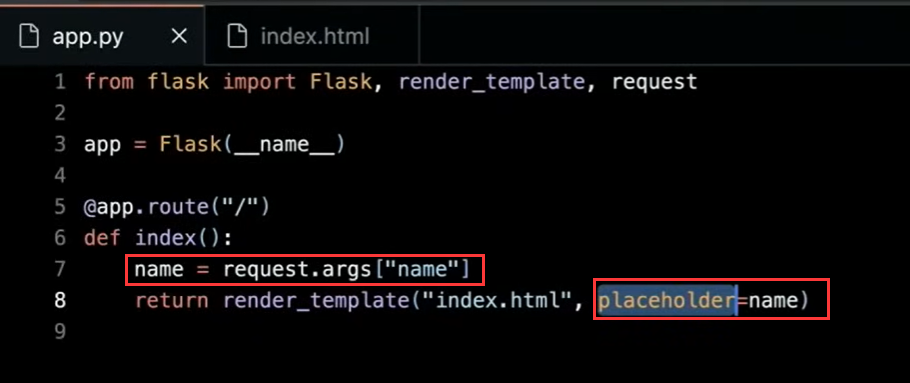 app.py × index.html
1 from flask import Flask, render_template, request
2
3 app = Flask(__name__)
4
5 @app.route("/")
6 def index():
7     name = request.args["name"]
8     return render_template("index.html", placeholder=name)
9